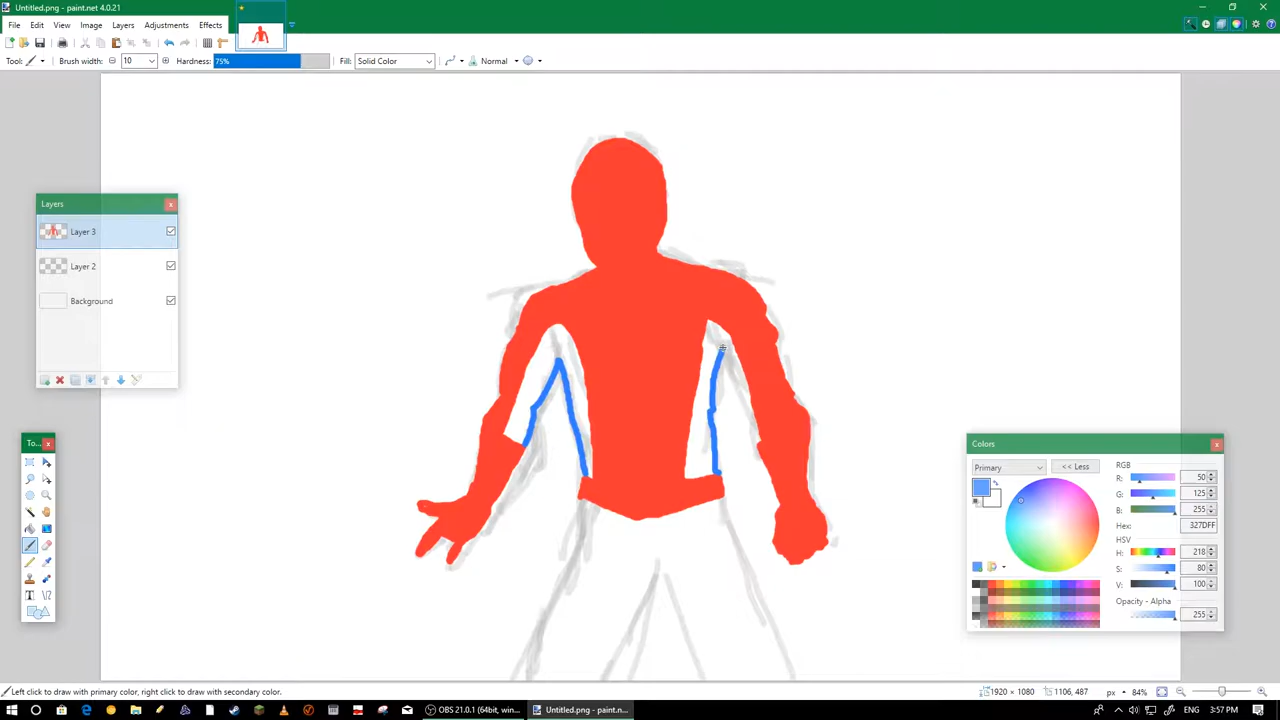 Untitled.png - paint.net 4.0.21
File Edit View Image Layers Adjustments Effects
Tool: Brush width: 10 Hardness: 75% Fill: Solid Color Normal
Layers
Layer 3
Layer 2
Background
To...
Colors
Primary << Less RGB
R: 50
G: 125
B: 255
Hex: 327DFF
HSV
H: 218
S: 80
V: 100
Opacity - Alpha
255
Left click to draw with primary color, right click to draw with secondary color. 1920 × 1080 1106, 487 px 84%
OBS 21.0.1 (64bit, win... Untitled.png - paint.n... ENG 3:57 PM